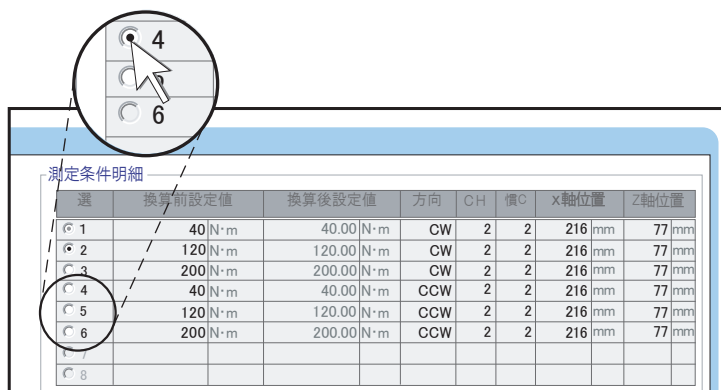 4
5
6
測定条件明細
選 換算前設定値 換算後設定値 方向 CH 慣C X軸位置 Z軸位置
1 40 N･m 40.00 N･m CW 2 2 216 mm 77 mm
2 120 N･m 120.00 N･m CW 2 2 216 mm 77 mm
3 200 N･m 200.00 N･m CW 2 2 216 mm 77 mm
4 40 N･m 40.00 N･m CCW 2 2 216 mm 77 mm
5 120 N･m 120.00 N･m CCW 2 2 216 mm 77 mm
6 200 N･m 200.00 N･m CCW 2 2 216 mm 77 mm
7
8